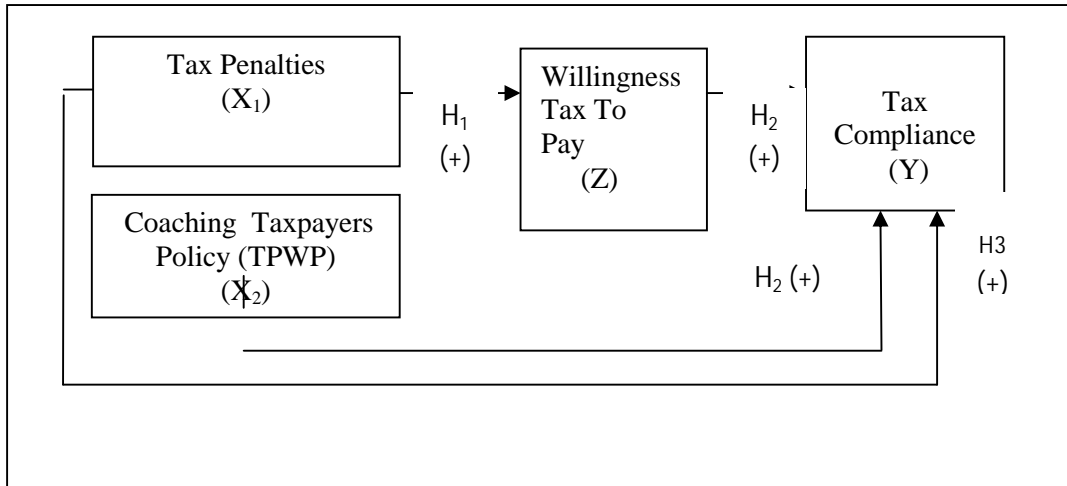 Tax Penalties
(X₁)
H₁
(+)
Willingness
Tax To
Pay
(Z)
H₂
(+)
Tax
Compliance
(Y)
Coaching Taxpayers
Policy (TPWP)
(X₂)
H₂ (+)
H3
(+)